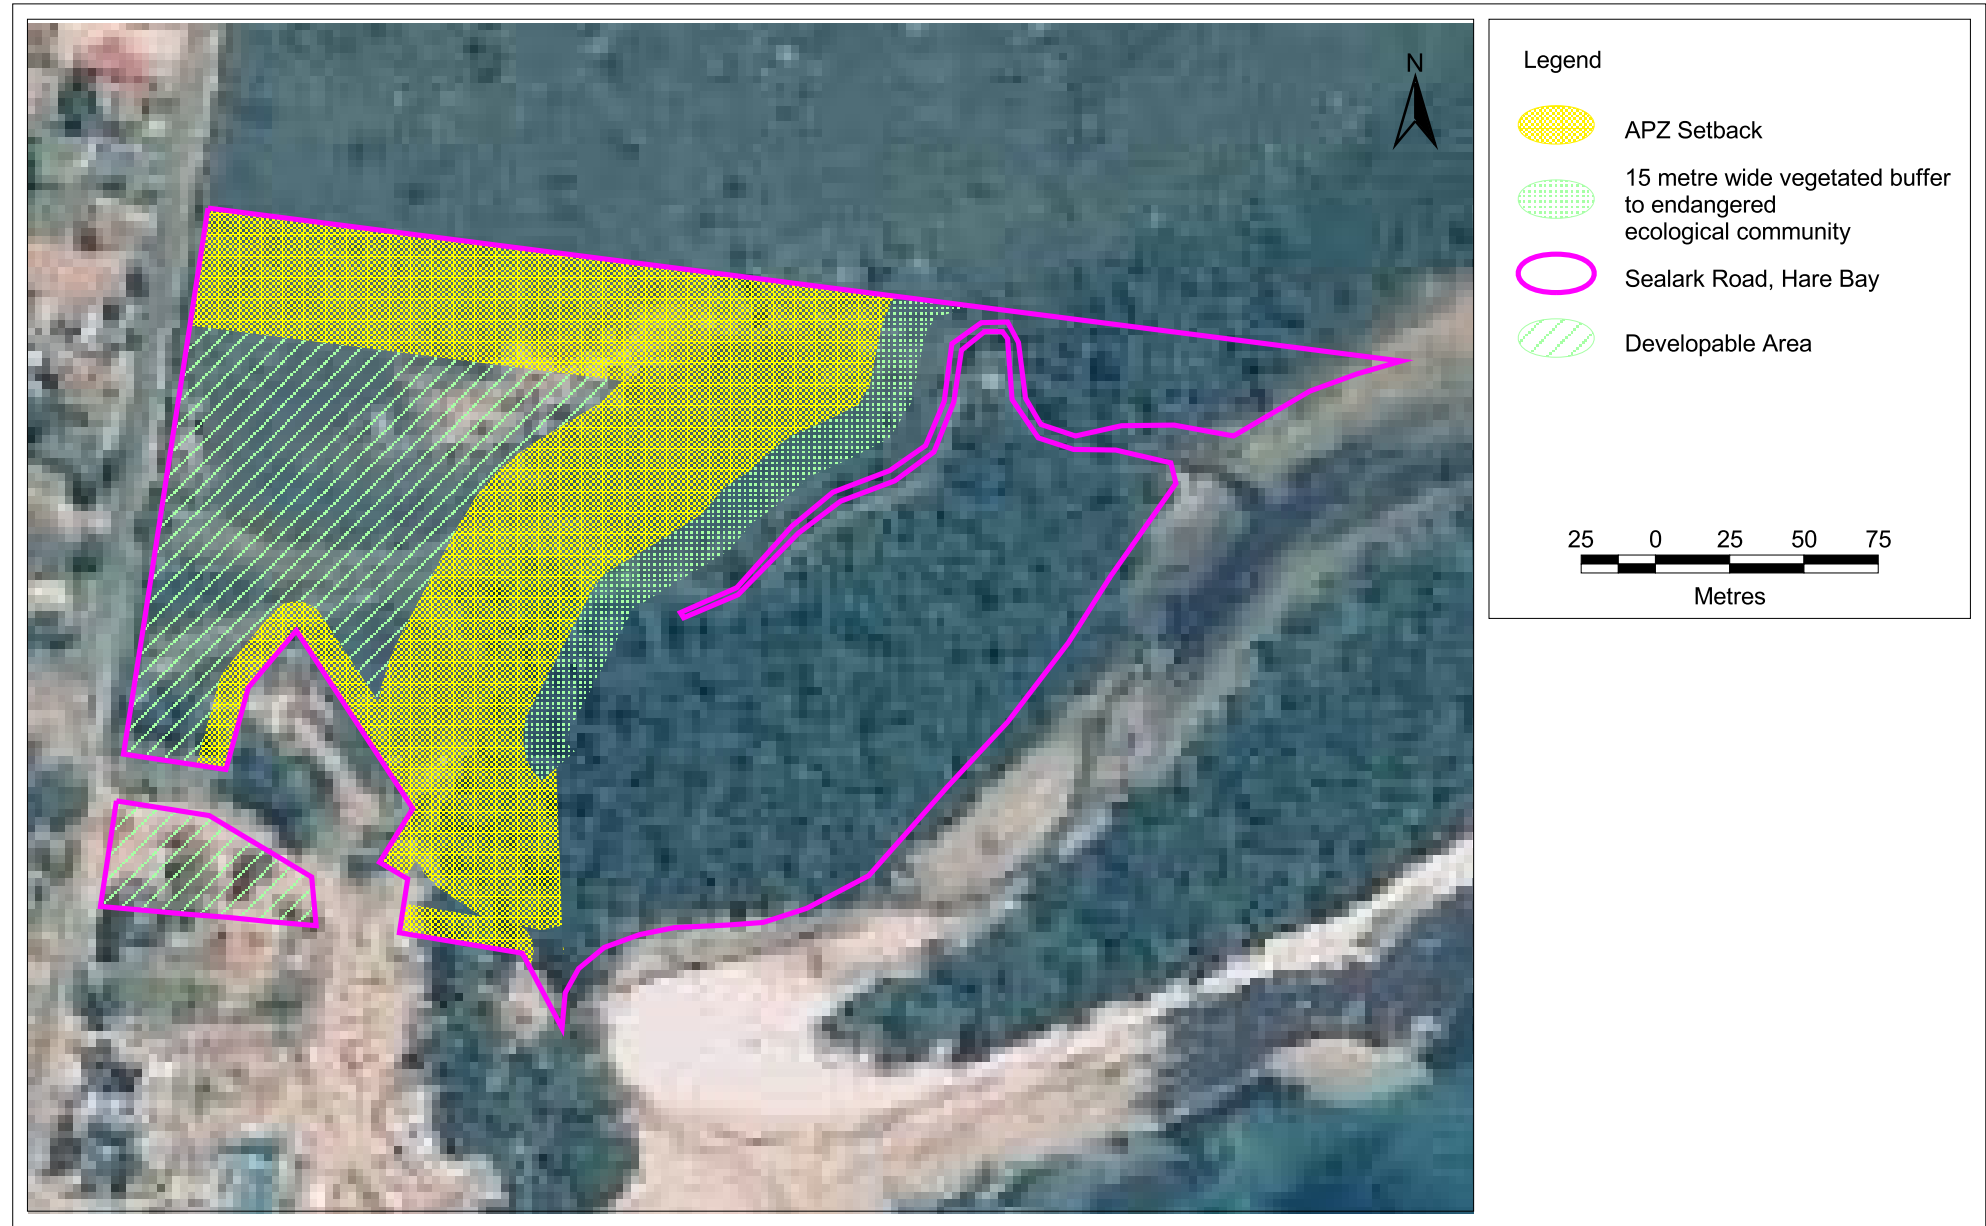 N
Legend
APZ Setback
15 metre wide vegetated buffer
to endangered
ecological community
Sealark Road, Hare Bay
Developable Area
25 0 25 50 75
Metres